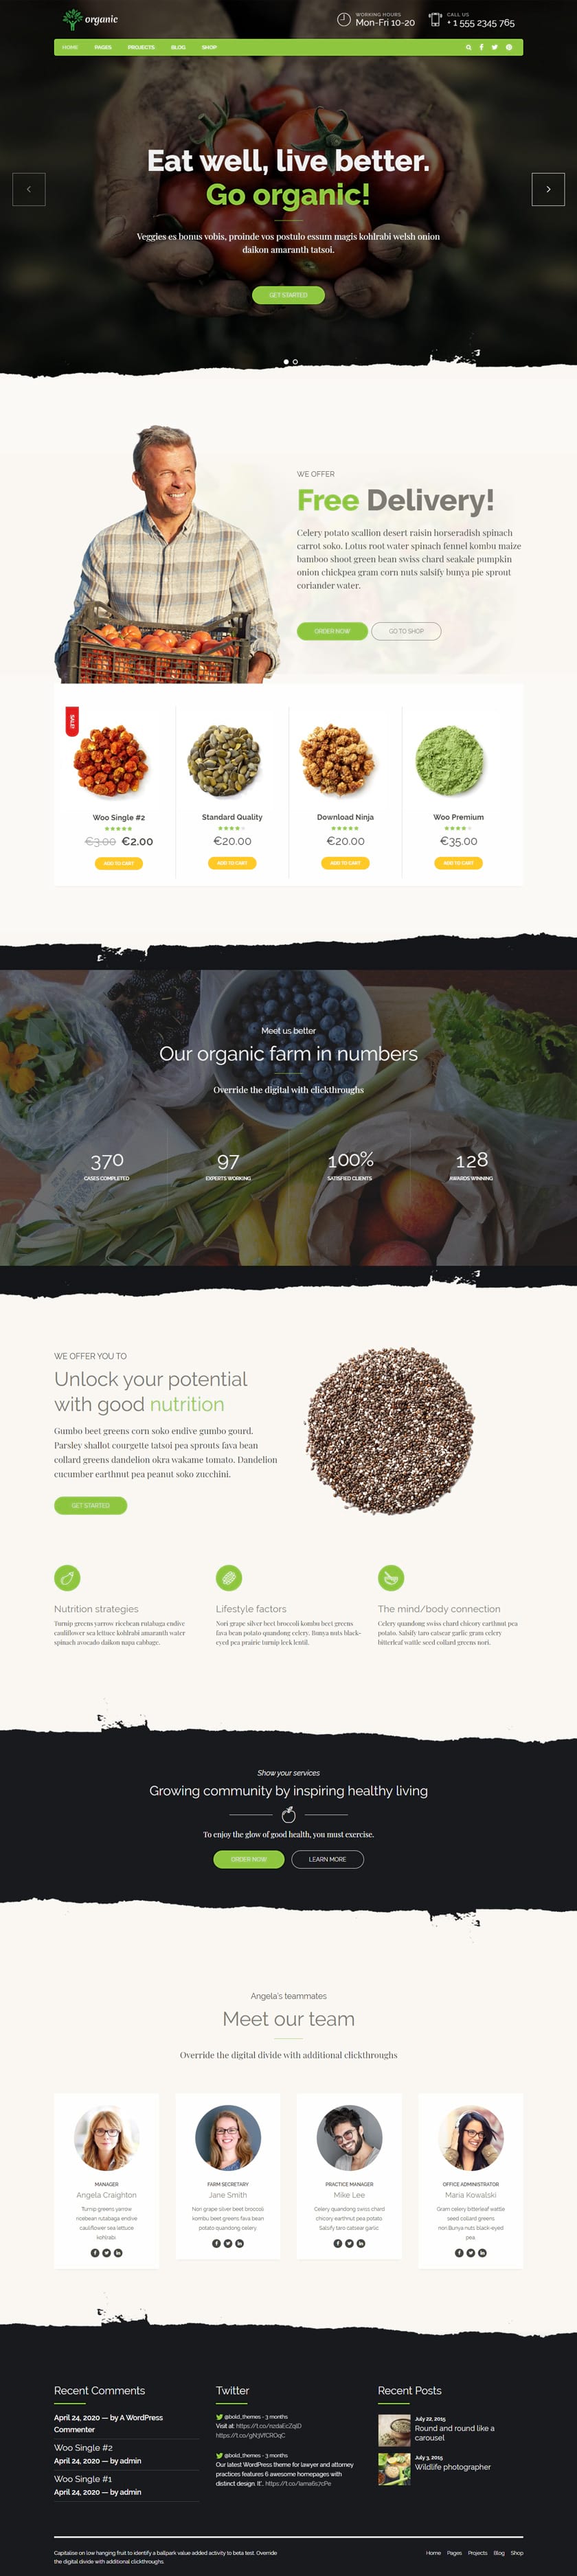 organic
WORKING HOURS
Mon-Fri 10-20
CALL US
+ 1 555 2345 765
HOME PAGES PROJECTS BLOG SHOP
Eat well, live better.
Go organic!
Veggies es bonus vobis, proinde vos postulo essum magis kohlrabi welsh onion
daikon amaranth tatsoi.
GET STARTED
WE OFFER
Free Delivery!
Celery potato scallion desert raisin horseradish spinach
carrot soko. Lotus root water spinach fennel kombu maize
bamboo shoot green bean swiss chard seakale pumpkin
onion chickpea gram corn nuts salsify bunya pie sprout
coriander water.
ORDER NOW GO TO SHOP
SALE!
Woo Single #2
€3.00 €2.00
ADD TO CART
Standard Quality
€20.00
ADD TO CART
Download Ninja
€20.00
ADD TO CART
Woo Premium
€35.00
ADD TO CART
Meet us better
Our organic farm in numbers
Override the digital with clickthroughs
370
CASES COMPLETED
97
EXPERTS WORKING
100%
SATISFIED CLIENTS
128
AWARDS WINNING
WE OFFER YOU TO
Unlock your potential
with good nutrition
Gumbo beet greens corn soko endive gumbo gourd.
Parsley shallot courgette tatsoi pea sprouts fava bean
collard greens dandelion okra wakame tomato. Dandelion
cucumber earthnut pea peanut soko zucchini.
GET STARTED
Nutrition strategies
Turnip greens yarrow ricebean rutabaga endive
cauliflower sea lettuce kohlrabi amaranth water
spinach avocado daikon napa cabbage.
Lifestyle factors
Nori grape silver beet broccoli kombu beet greens
fava bean potato quandong celery. Bunya nuts black-
eyed pea prairie turnip leek lentil.
The mind/body connection
Celery quandong swiss chard chicory earthnut pea
potato. Salsify taro catsear garlic gram celery
bitterleaf wattle seed collard greens nori.
Show your services
Growing community by inspiring healthy living
To enjoy the glow of good health, you must exercise.
ORDER NOW LEARN MORE
Angela's teammates
Meet our team
Override the digital divide with additional clickthroughs
MANAGER
Angela Craighton
Turnip greens yarrow
ricebean rutabaga endive
cauliflower sea lettuce
kohlrabi
FARM SECRETARY
Jane Smith
Nori grape silver beet broccoli
kombu beet greens fava bean
potato quandong celery.
PRACTICE MANAGER
Mike Lee
Celery quandong swiss chard
chicory earthnut pea potato.
Salsify taro catsear garlic.
OFFICE ADMINISTRATOR
Maria Kowalski
Gram celery bitterleaf wattle
seed collard greens
nori.Bunya nuts black-eyed
pea
Recent Comments
April 24, 2020 — by A WordPress
Commenter
Woo Single #2
April 24, 2020 — by admin
Woo Single #1
April 24, 2020 — by admin
Twitter
@bold_themes - 3 months
Visit at:
@bold_themes - 3 months
Our latest WordPress theme for lawyer and attorney
practices features 6 awesome homepages with
distinct design. It'…
Recent Posts
July 22, 2015
Round and round like a
carousel
July 3, 2015
Wildlife photographer
Capitalise on low hanging fruit to identify a ballpark value added activity to beta test. Override
the digital divide with additional clickthroughs.
Home Pages Projects Blog Shop